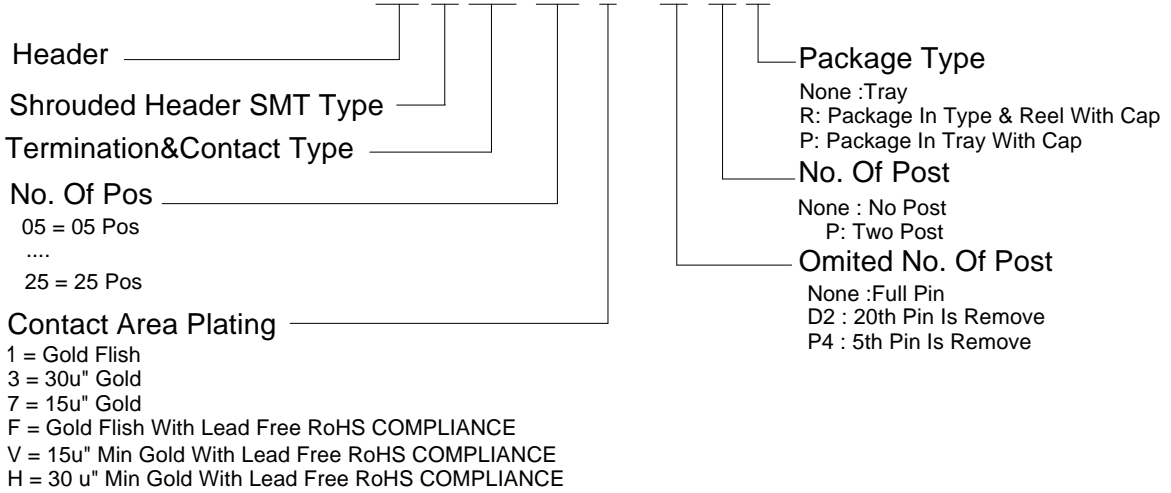 Header
Shrouded Header SMT Type
Termination&Contact Type
No. Of Pos
05 = 05 Pos
....
25 = 25 Pos
Contact Area Plating
1 = Gold Flish
3 = 30u" Gold
7 = 15u" Gold
F = Gold Flish With Lead Free RoHS COMPLIANCE
V = 15u" Min Gold With Lead Free RoHS COMPLIANCE
H = 30 u" Min Gold With Lead Free RoHS COMPLIANCE
Package Type
None :Tray
R: Package In Type & Reel With Cap
P: Package In Tray With Cap
No. Of Post
None : No Post
P: Two Post
Omited No. Of Post
None :Full Pin
D2 : 20th Pin Is Remove
P4 : 5th Pin Is Remove